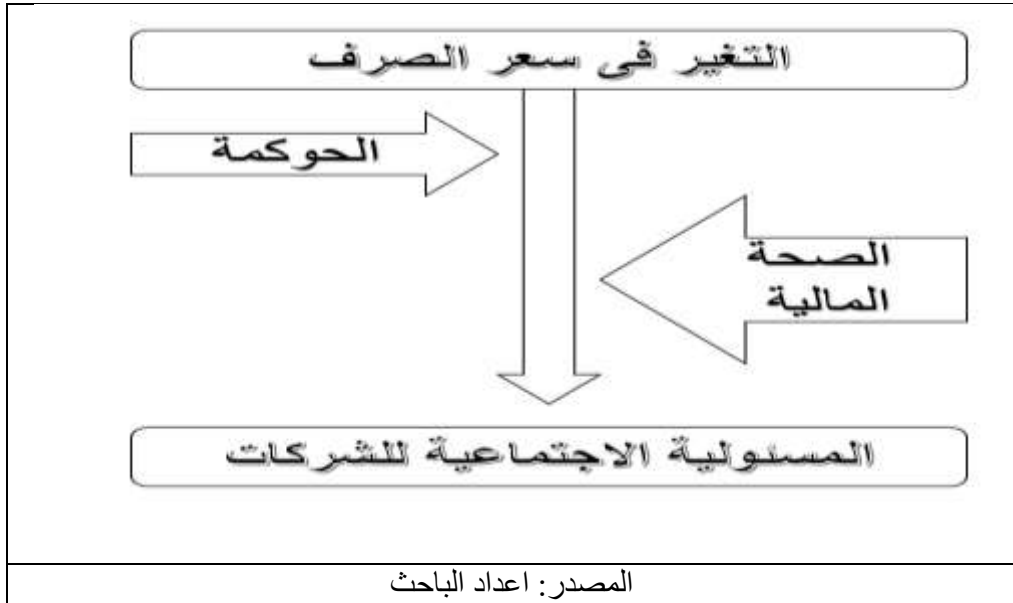 التغير فى سعر الصرف
الحوكمة
الصحة
المالية
المسئولية الاجتماعية للشركات
المصدر: اعداد الباحث